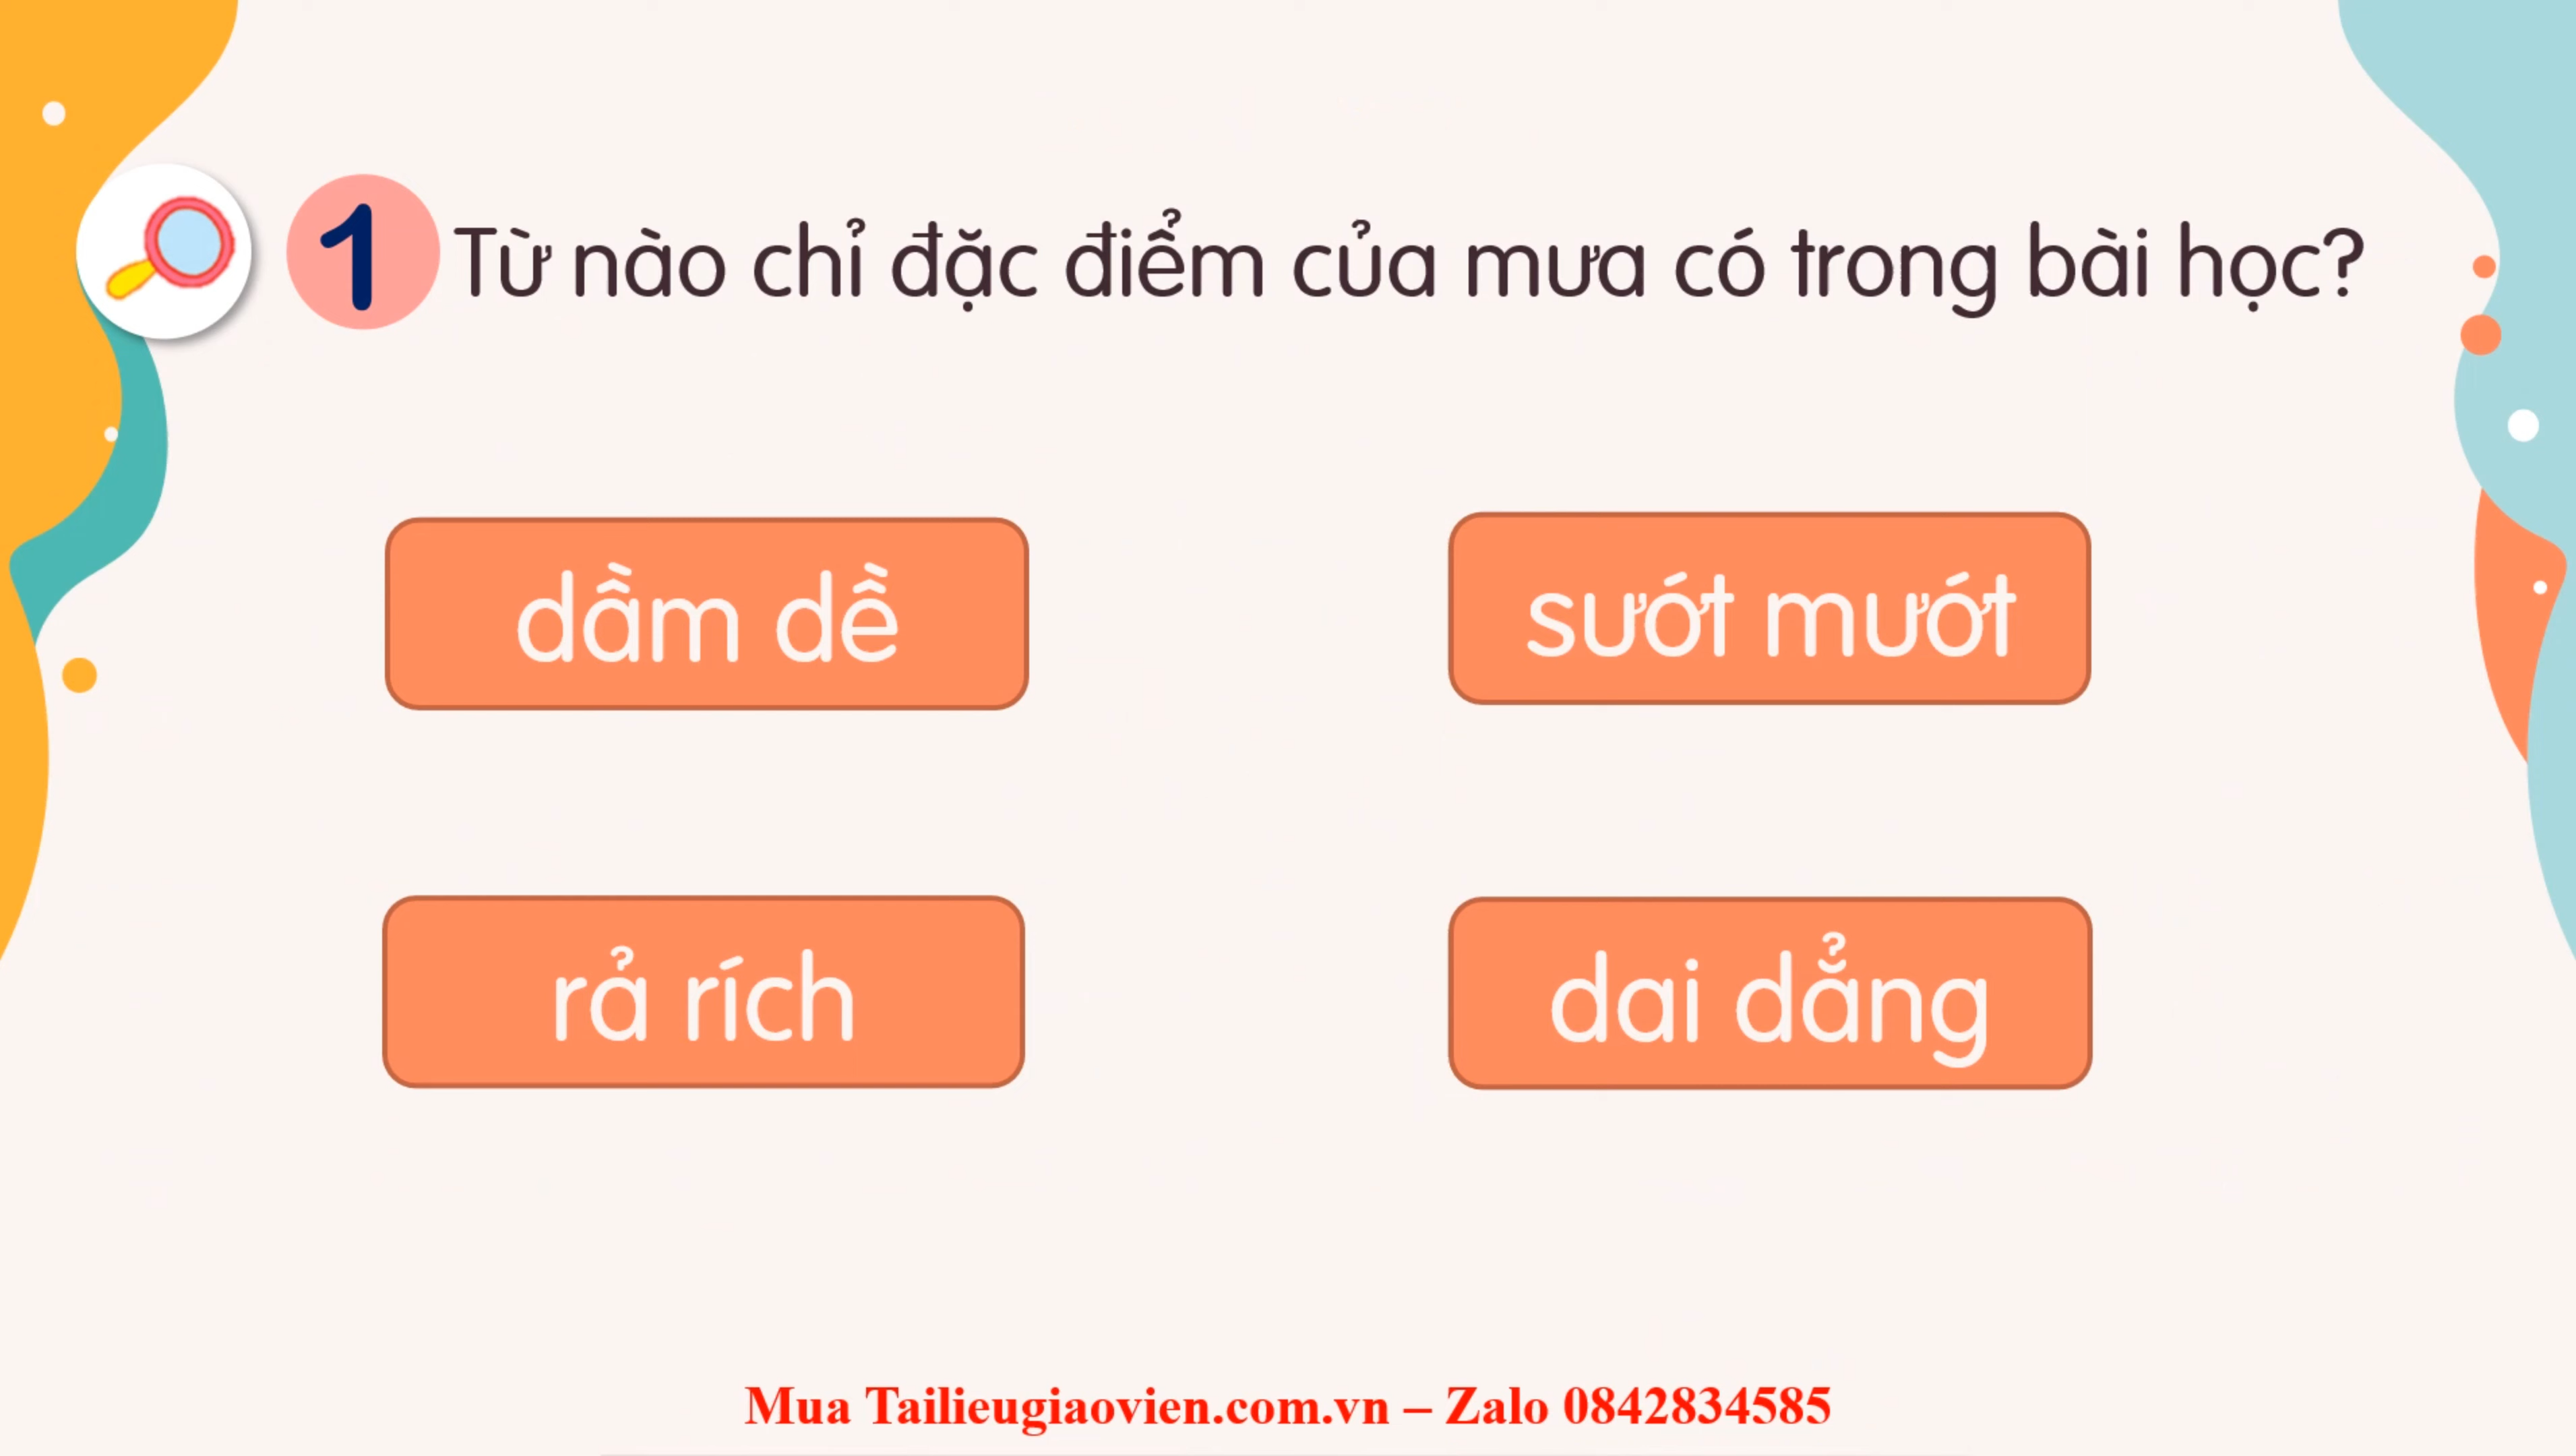 1 Từ nào chỉ đặc điểm của mưa có trong bài học?
dầm dề
sướt mướt
rả rích
dai dẳng
Mua Tailieugiaovien.com.vn – Zalo 0842834585